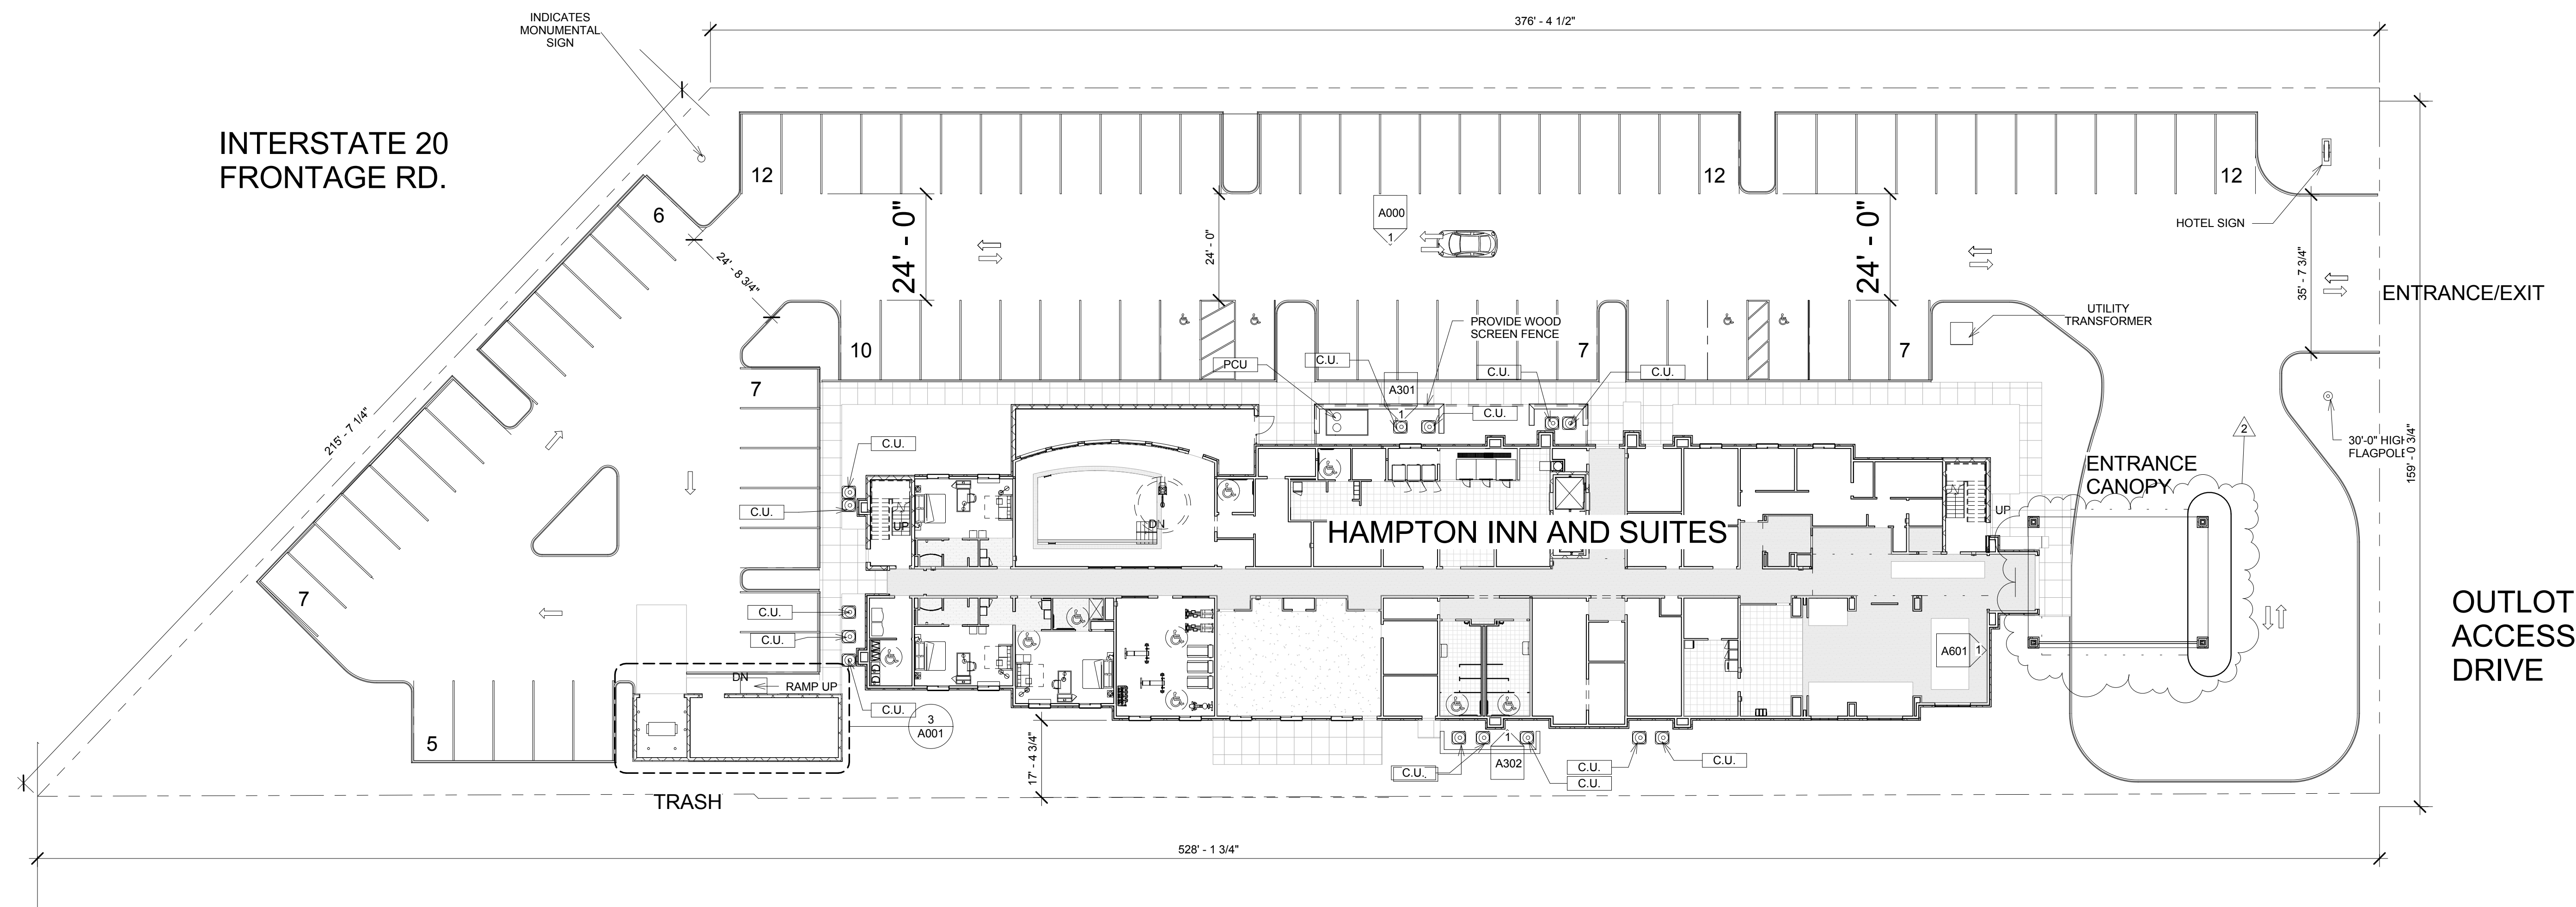 INDICATES
MONUMENTAL
SIGN
376' - 4 1/2"
INTERSTATE 20
FRONTAGE RD.
12
12
12
6
24' - 0"
24' - 0"
24' - 0"
A000
1
HOTEL SIGN
24' - 8 3/4"
35' - 7 3/4"
ENTRANCE/EXIT
UTILITY
TRANSFORMER
PROVIDE WOOD
SCREEN FENCE
10
7
7
7
PCU
C.U.
C.U.
C.U.
A301
1
C.U.
215' - 7 1/4"
C.U.
C.U.
2
30'-0" HIGH
FLAGPOLE
159' - 0 3/4"
ENTRANCE
CANOPY
UP
DN
UP
HAMPTON INN AND SUITES
7
C.U.
C.U.
OUTLOT
ACCESS
DRIVE
A601
1
DN
RAMP UP
C.U.
3
A001
5
17' - 4 3/4"
1
A302
C.U.
C.U.
C.U.
C.U.
TRASH
528' - 1 3/4"